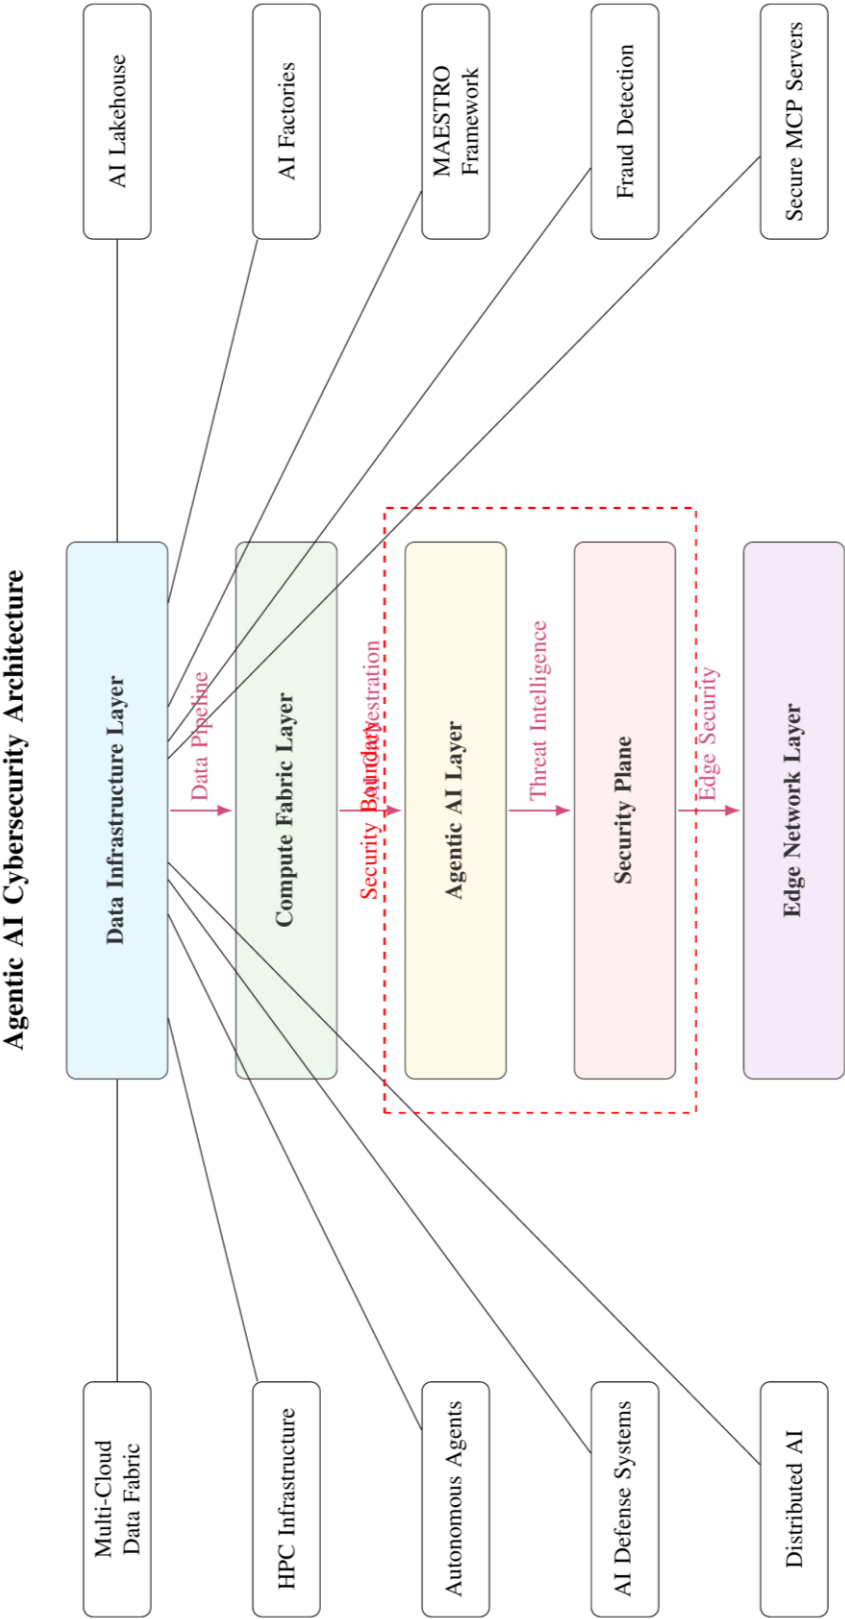 Agentic AI Cybersecurity Architecture
Multi-Cloud
Data Fabric
Data Infrastructure Layer
AI Lakehouse
Data Pipeline
HPC Infrastructure
Compute Fabric Layer
AI Factories
Security Boundary
AI Orchestration
Autonomous Agents
Agentic AI Layer
MAESTRO
Framework
Threat Intelligence
AI Defense Systems
Security Plane
Fraud Detection
Edge Security
Distributed AI
Edge Network Layer
Secure MCP Servers